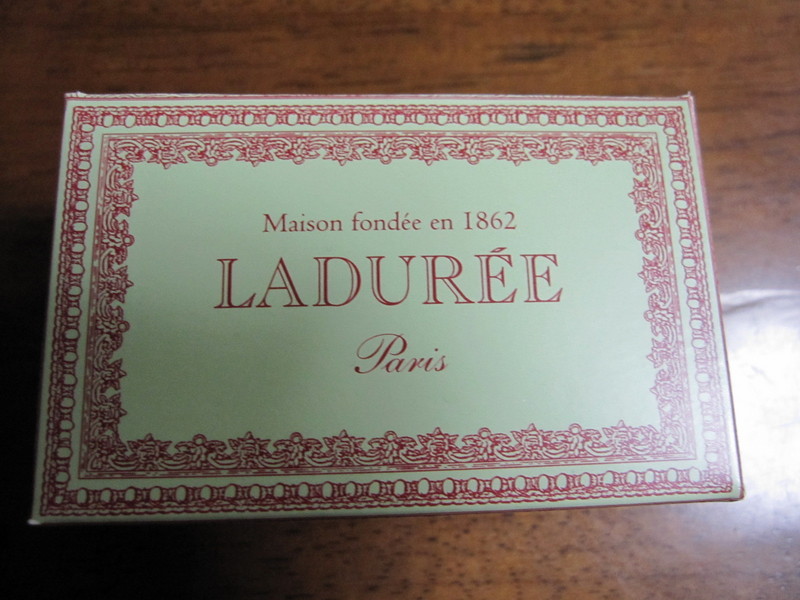 Maison fondée en 1862
LADURÉE
Paris